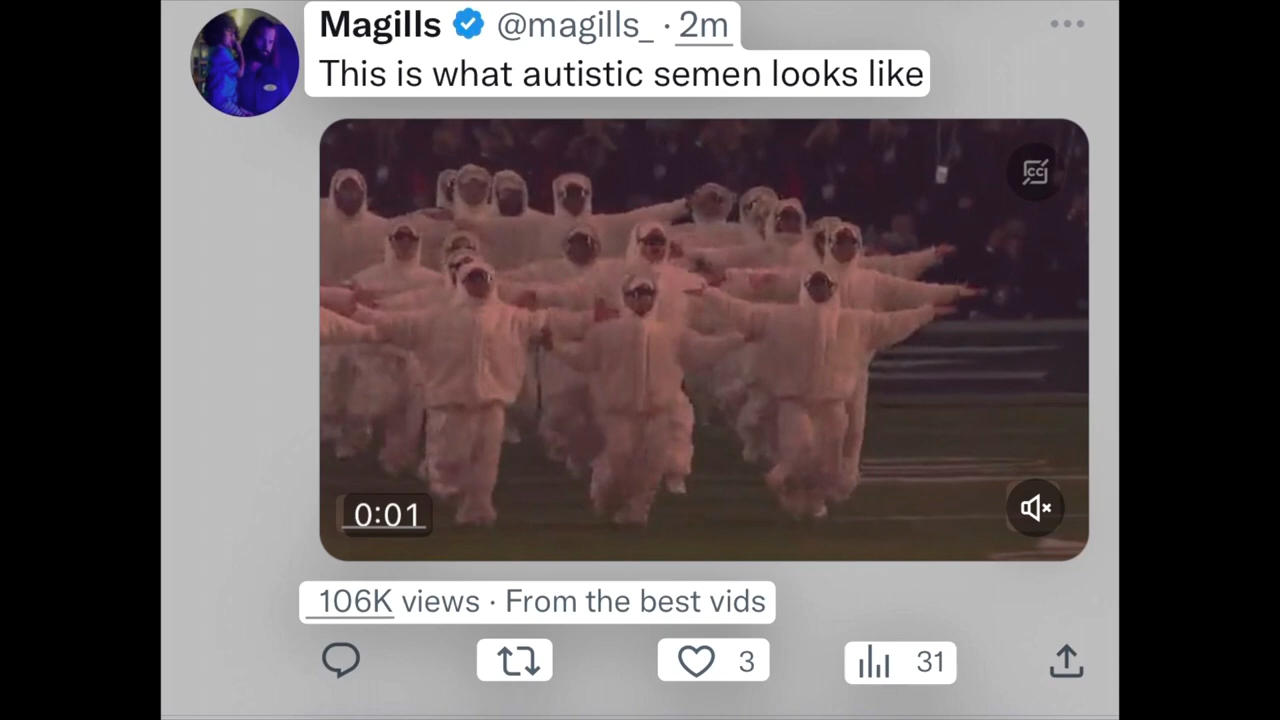 Magills @magills_ · 2m
This is what autistic semen looks like
CC
0:01
106K views · From the best vids
3 31